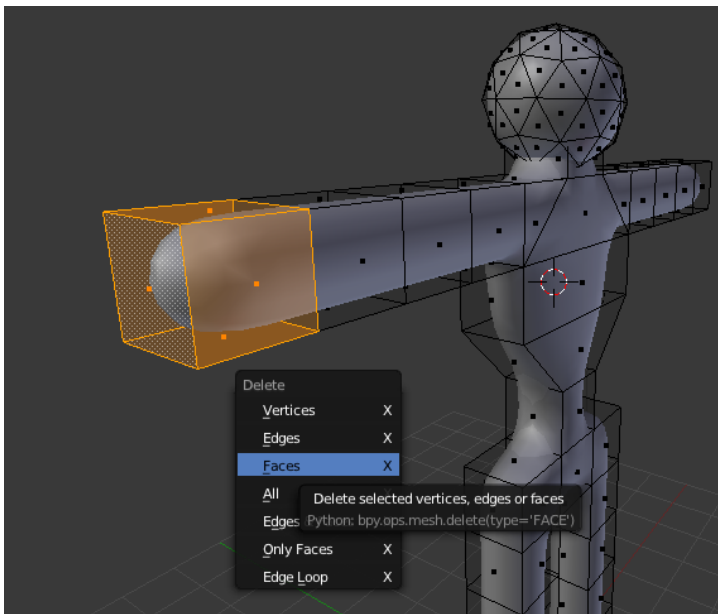 Delete
Vertices X
Edges X
Faces X
All
Delete selected vertices, edges or faces
Edges
Python: bpy.ops.mesh.delete(type='FACE')
Only Faces X
Edge Loop X